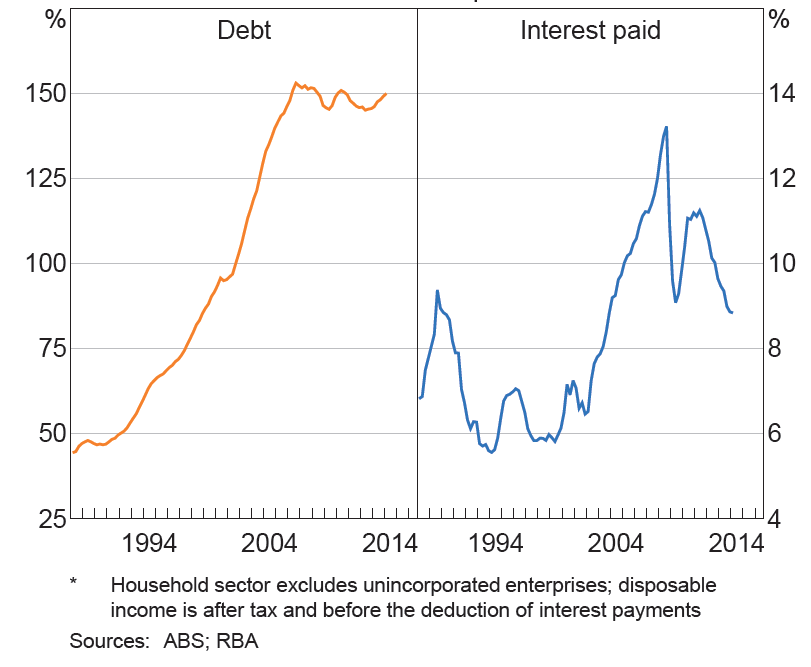 % Debt Interest paid %
150 14
125 12
100 10
75 8
50 6
25 4
1994 2004 2014 1994 2004 2014
* Household sector excludes unincorporated enterprises; disposable
income is after tax and before the deduction of interest payments
Sources: ABS; RBA